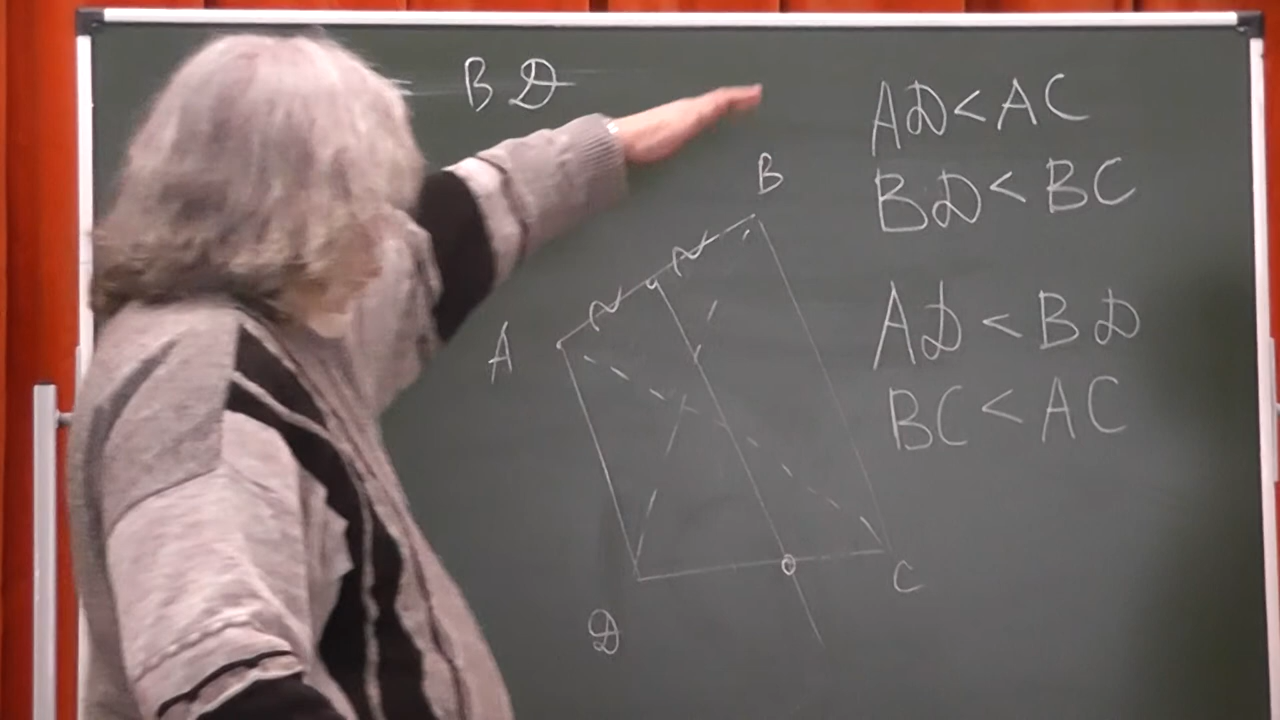 = BD
AD < AC
BD < BC
B
AD < BD
A
BC < AC
C
D